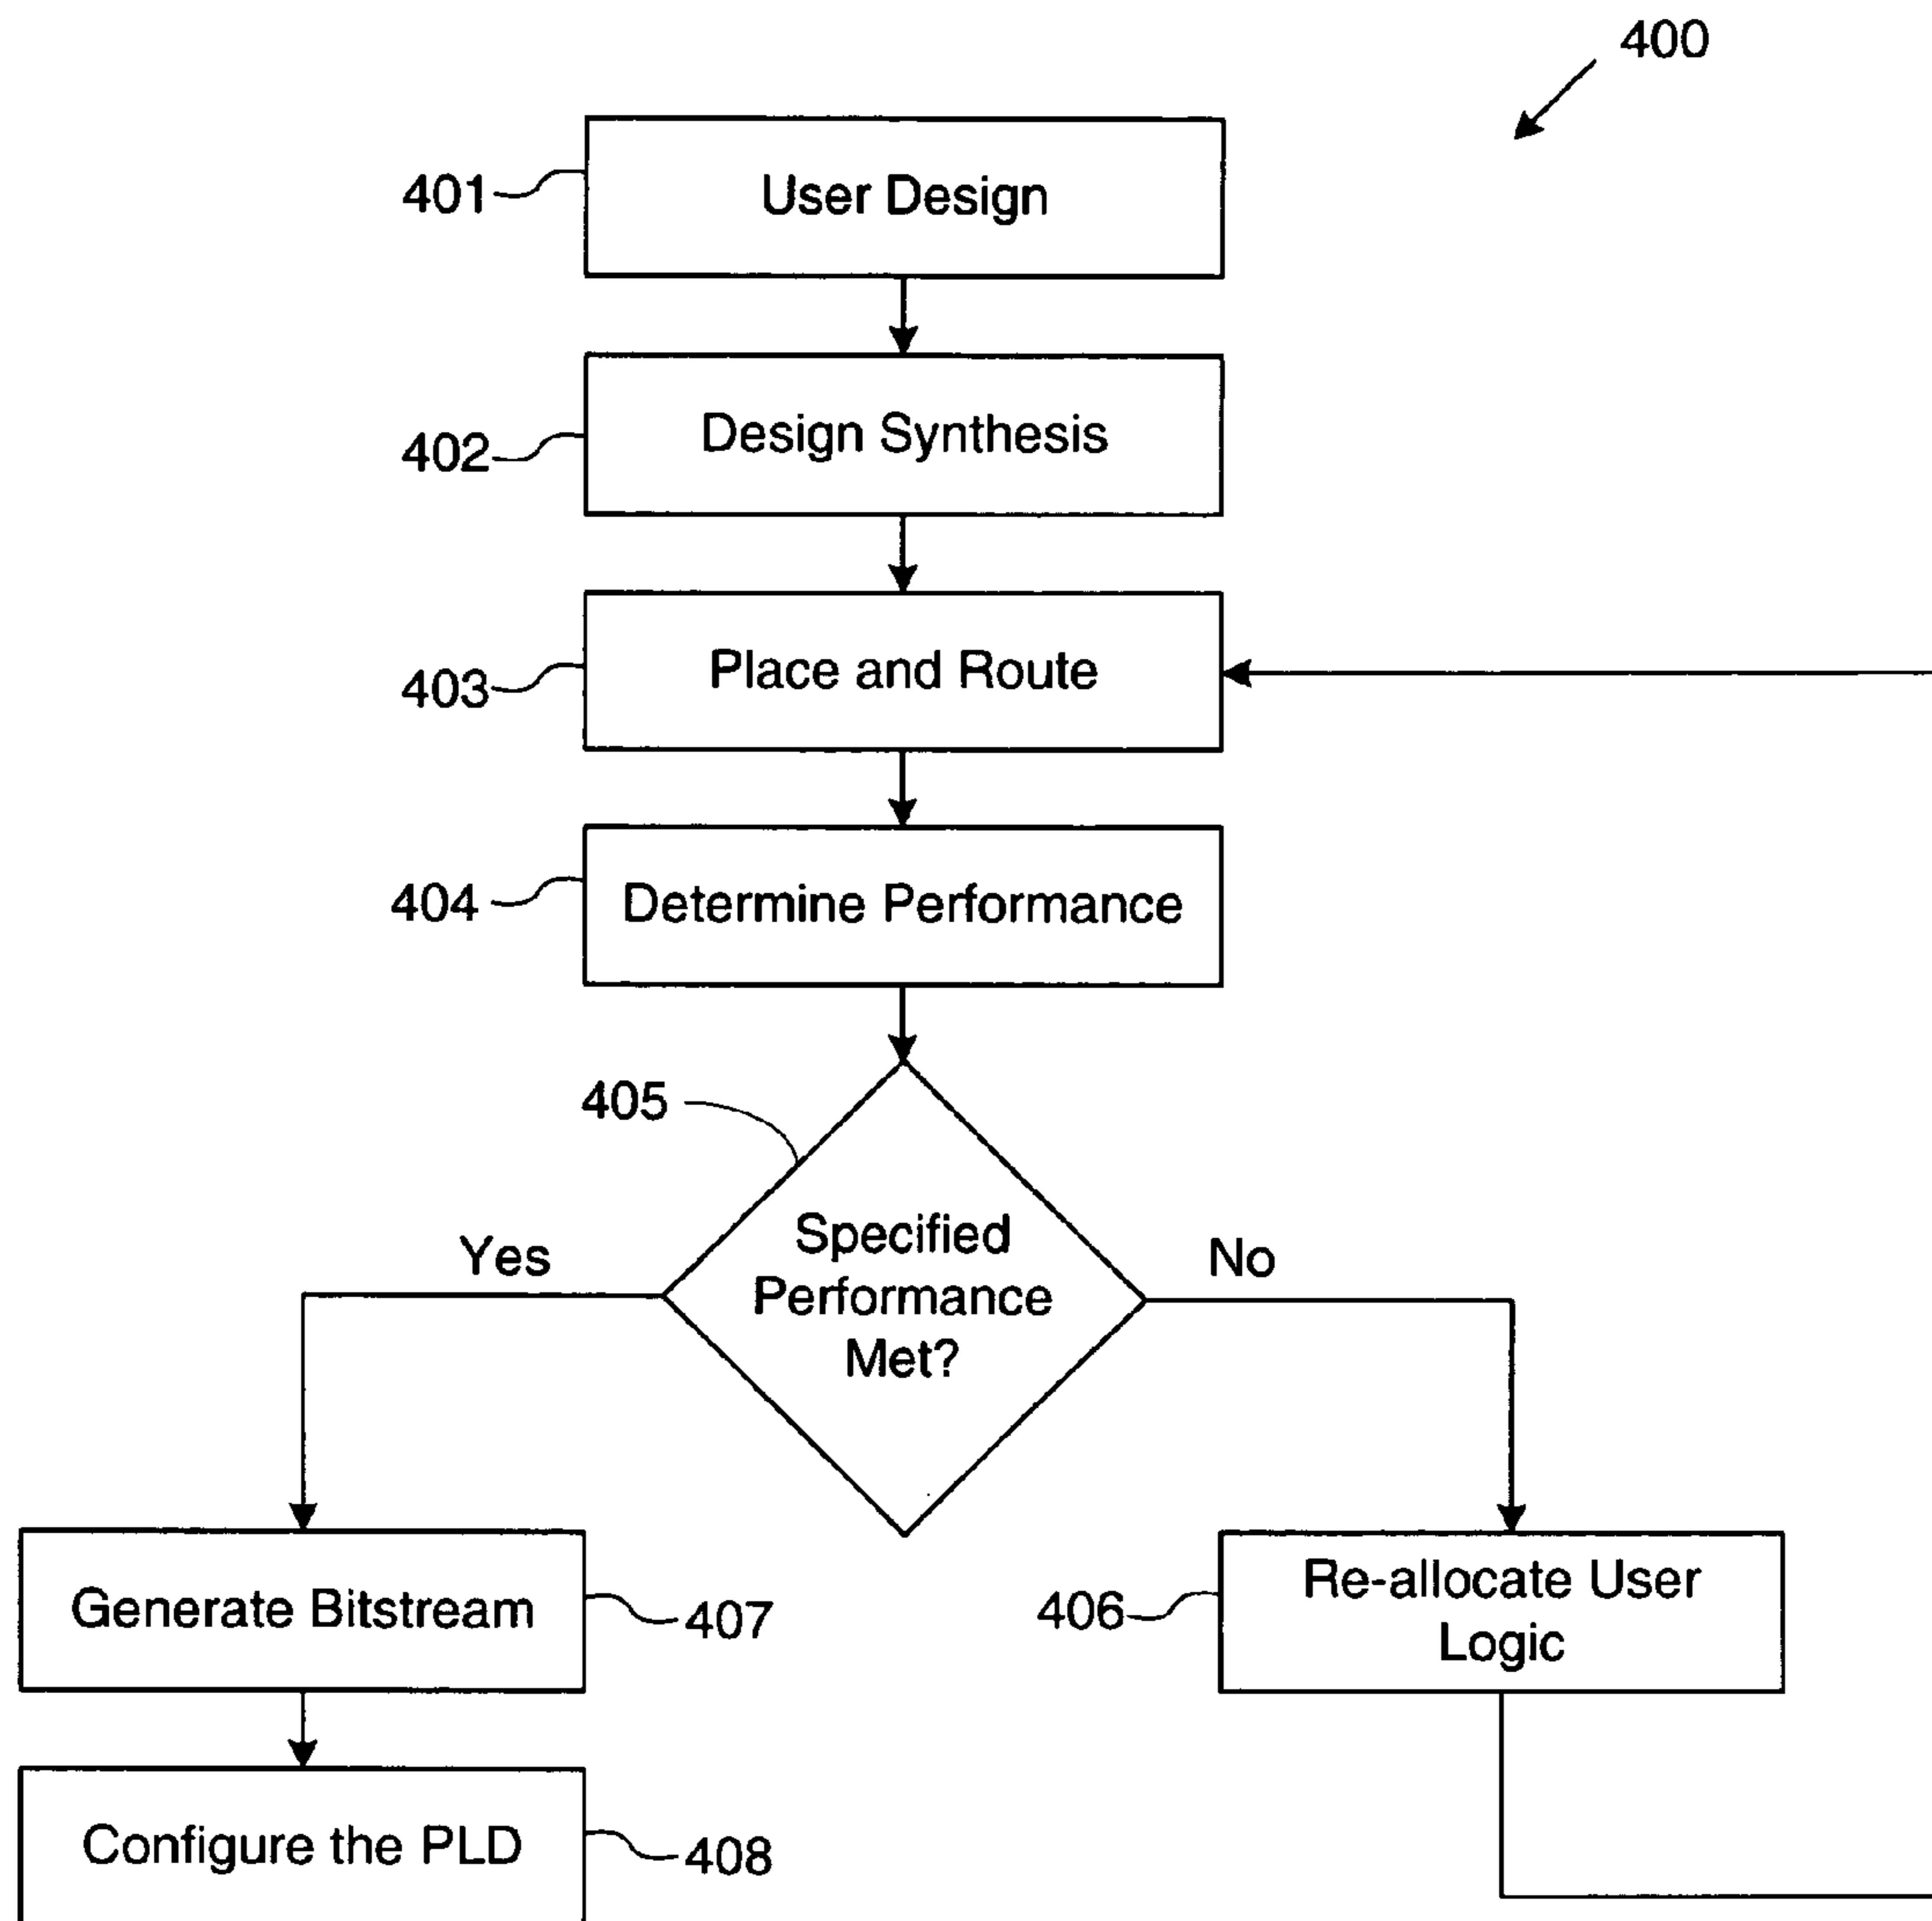 400
401
User Design
402
Design Synthesis
403
Place and Route
404
Determine Performance
405
Specified
Performance
Met?
Yes
No
Generate Bitstream
407
406
Re-allocate User
Logic
Configure the PLD
408